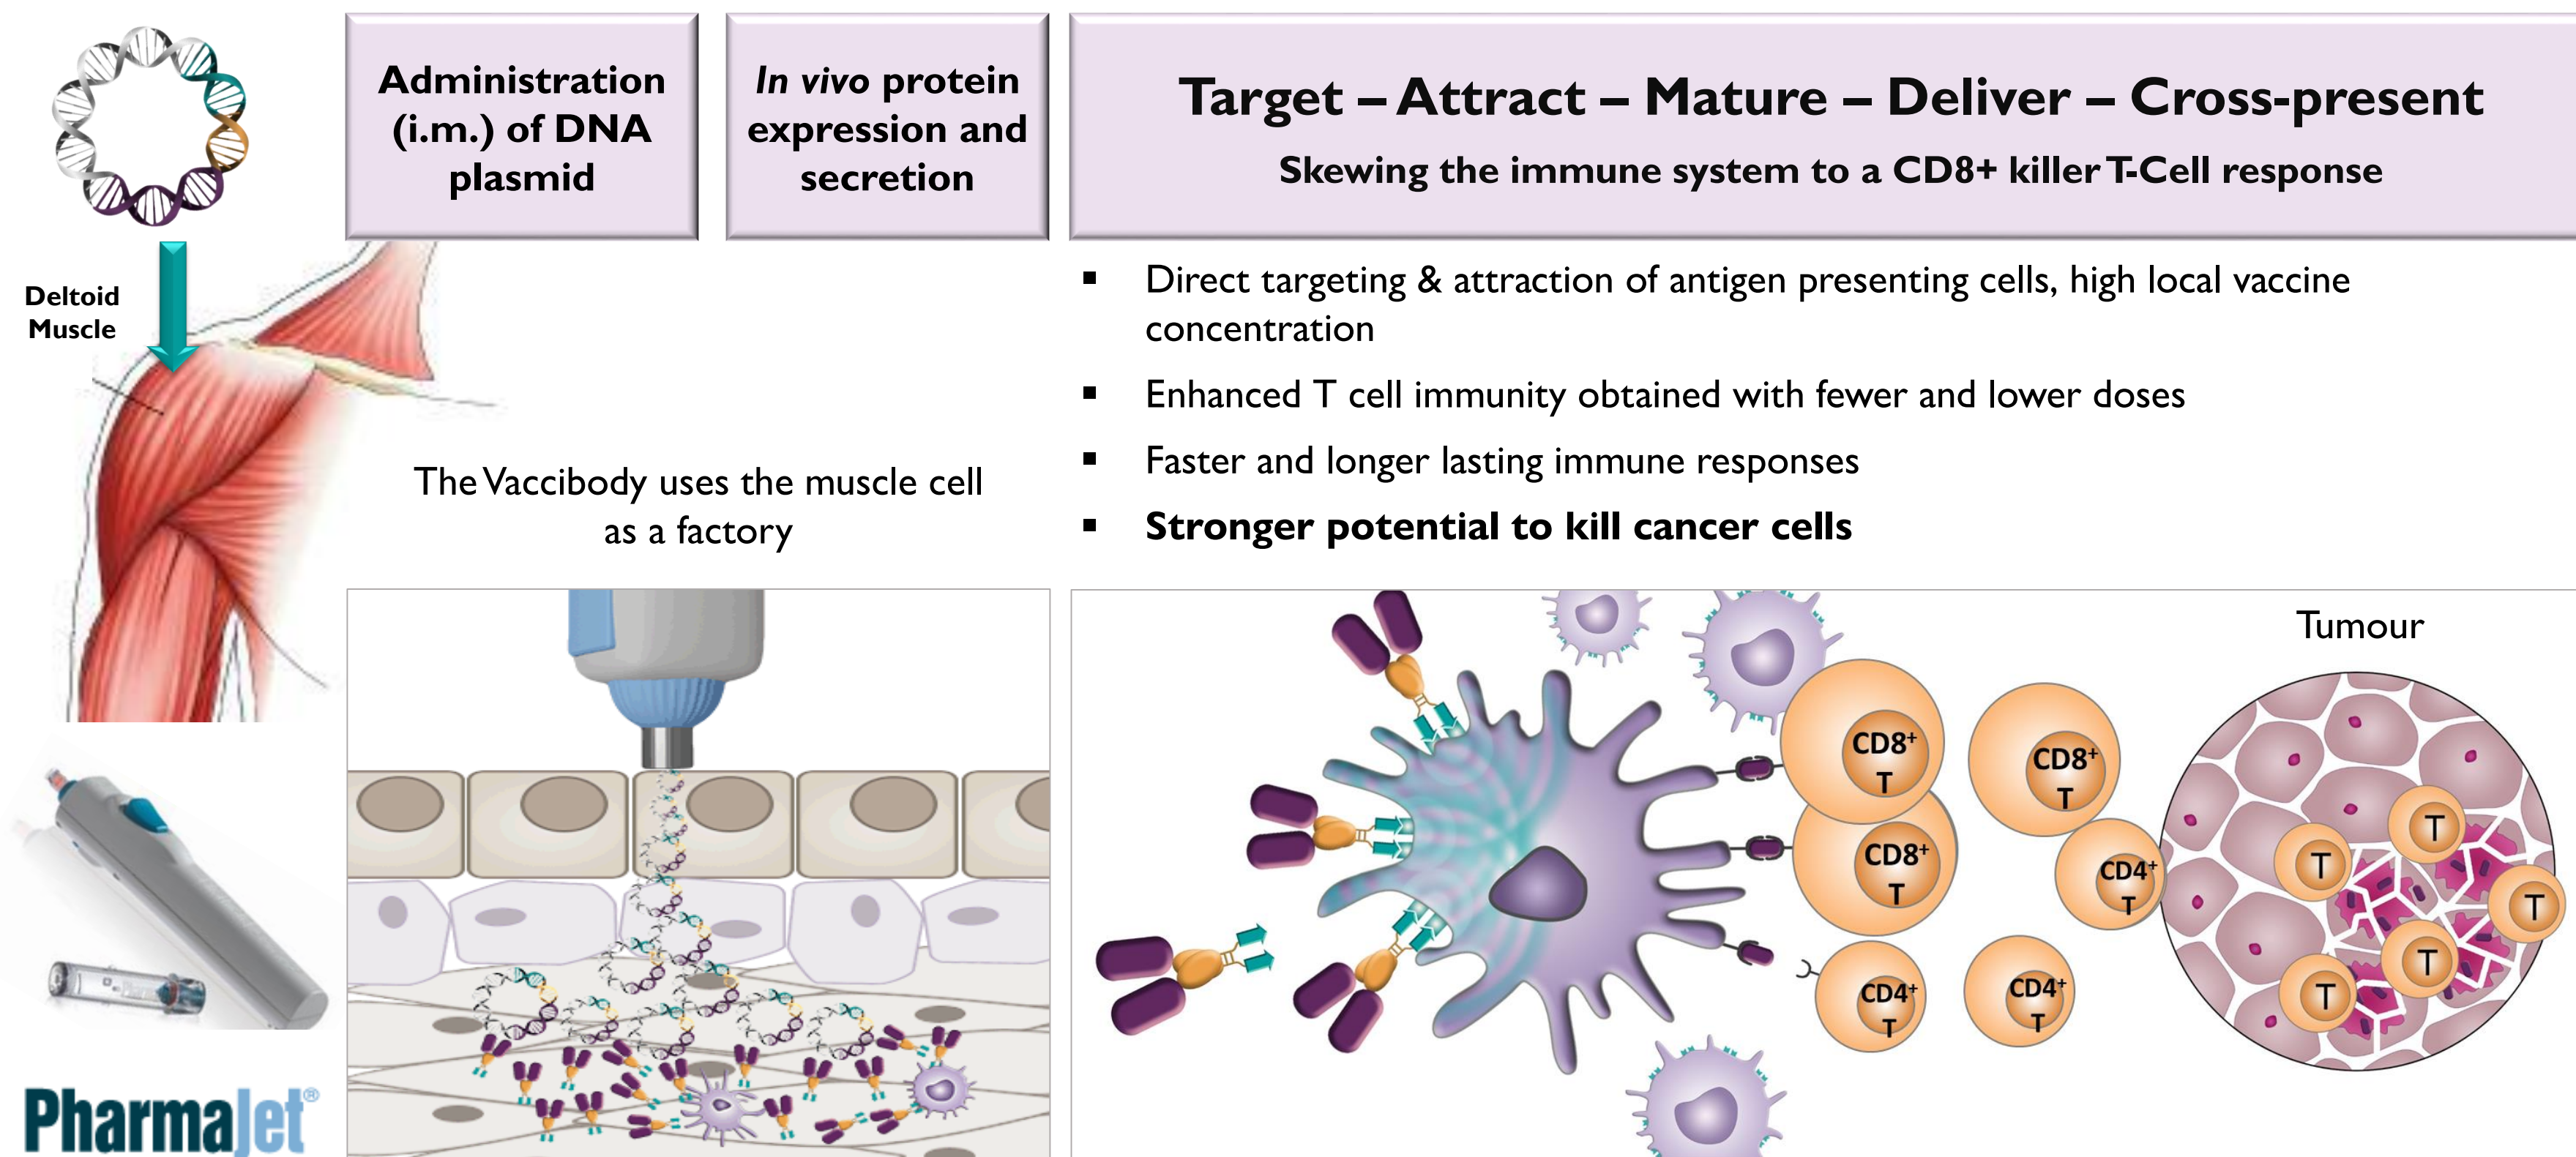 Administration
(i.m.) of DNA
plasmid
In vivo protein
expression and
secretion
Target – Attract – Mature – Deliver – Cross-present
Skewing the immune system to a CD8+ killer T-Cell response
Deltoid
Muscle
The Vaccibody uses the muscle cell
as a factory
▪ Direct targeting & attraction of antigen presenting cells, high local vaccine
concentration
▪ Enhanced T cell immunity obtained with fewer and lower doses
▪ Faster and longer lasting immune responses
▪ Stronger potential to kill cancer cells
Tumour
CD8+
T
CD8+
T
CD8+
T
CD4+
T
CD4+
T
CD4+
T
T
T
T
T
T
PharmaJet®